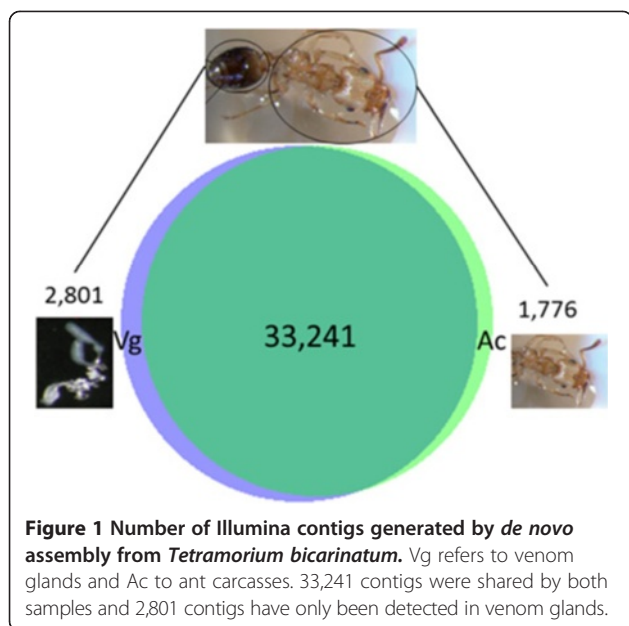 2,801
1,776
Vg
33,241
Ac
Figure 1 Number of Illumina contigs generated by de novo
assembly from Tetramorium bicarinatum. Vg refers to venom
glands and Ac to ant carcasses. 33,241 contigs were shared by both
samples and 2,801 contigs have only been detected in venom glands.